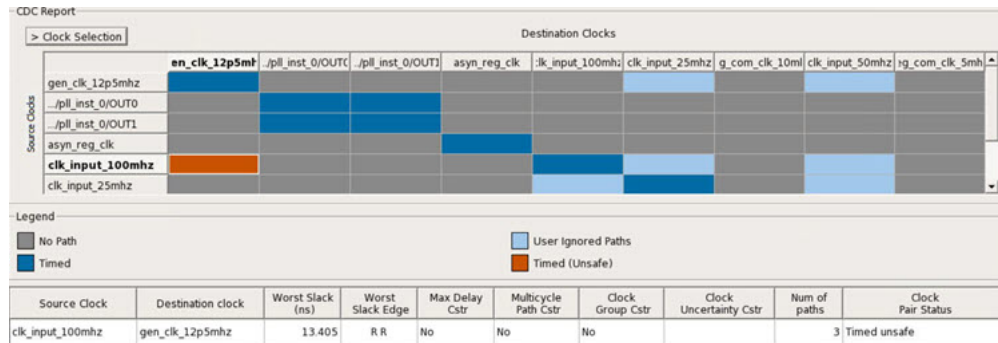 CDC Report
> Clock Selection
Destination Clocks
en_clk_12p5mh ../pll_inst_0/OUT0 ../pll_inst_0/OUT1 asyn_reg_clk :lk_input_100mhz clk_input_25mhz g_com_clk_10ml clk_input_50mhz eg_com_clk_5mh
Source Clocks
gen_clk_12p5mhz
.../pll_inst_0/OUT0
.../pll_inst_0/OUT1
asyn_reg_clk
clk_input_100mhz
clk_input_25mhz
Legend
No Path
User Ignored Paths
Timed
Timed (Unsafe)
Source Clock Destination clock Worst Slack (ns) Worst Slack Edge Max Delay Cstr Multicycle Path Cstr Clock Group Cstr Clock Uncertainty Cstr Num of paths Clock Pair Status
clk_input_100mhz gen_clk_12p5mhz 13.405 R R No No No 3 Timed unsafe